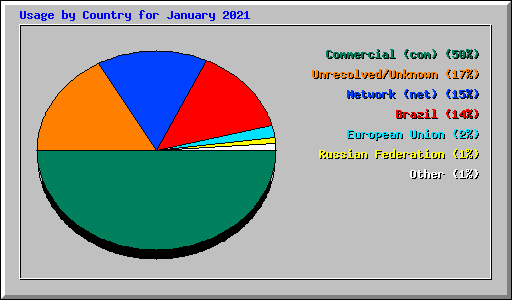 Usage by Country for January 2021
Commercial (com) (50%)
Unresolved/Unknown (17%)
Network (net) (15%)
Brazil (14%)
European Union (2%)
Russian Federation (1%)
Other (1%)